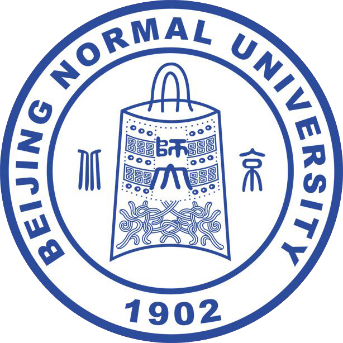 BEIJING NORMAL UNIVERSITY
北 京
師
大
1902